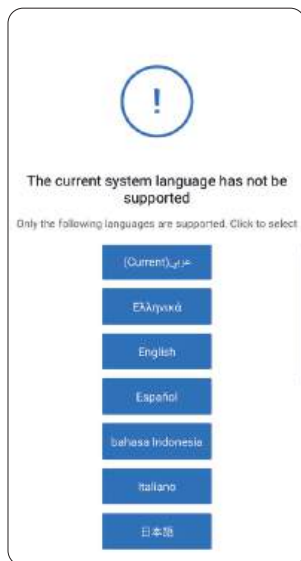 !
The current system language has not be
supported
Only the following languages are supported. Click to select
عربي(Current)
Ελληνικά
English
Español
bahasa Indonesia
Italiano
日本語